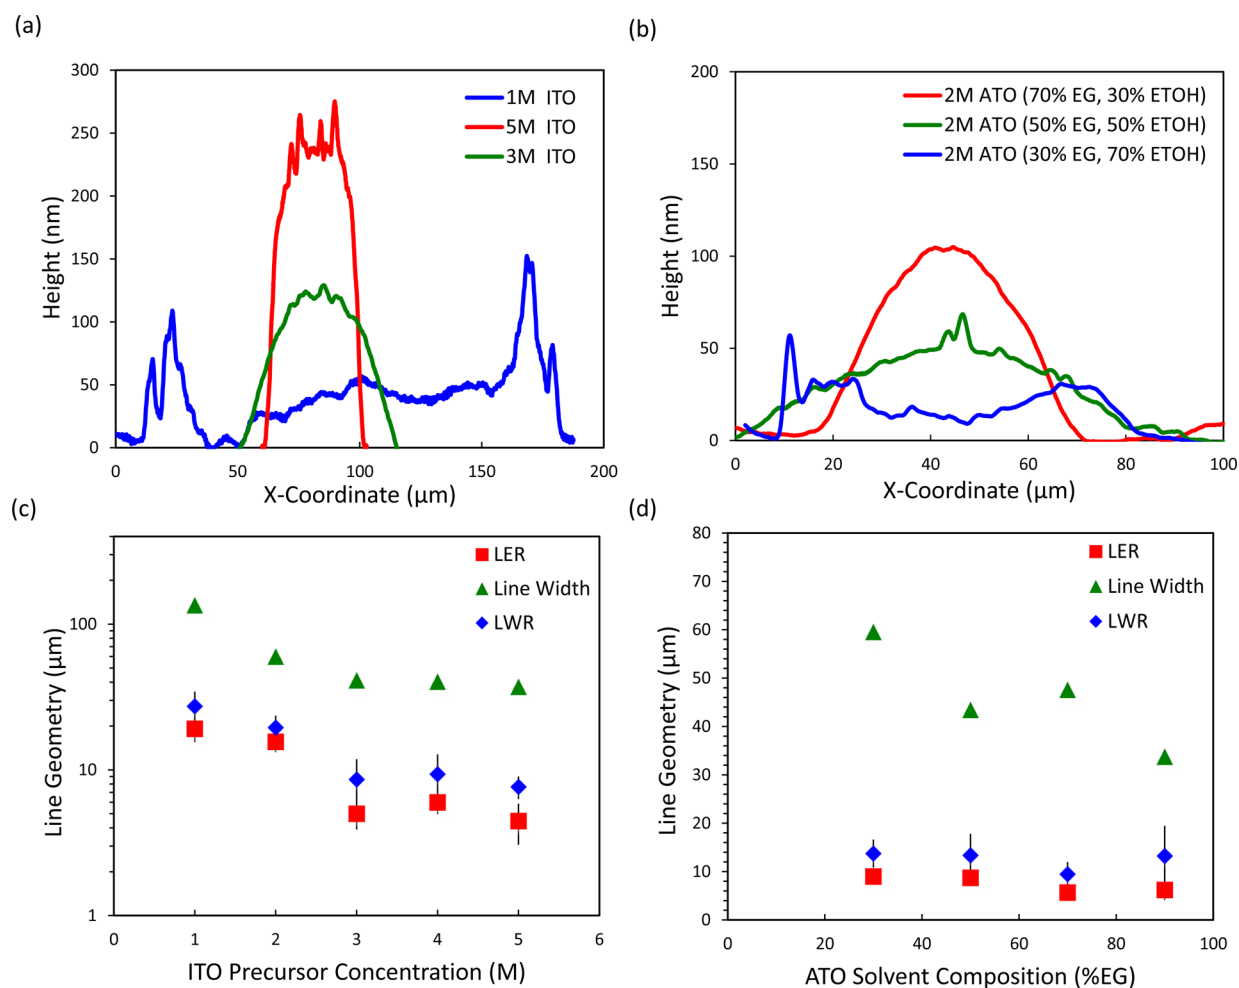 (a)
300
250
200
150
100
50
0
0
50
100
150
200
Height (nm)
X-Coordinate (µm)
1M ITO
5M ITO
3M ITO
(b)
200
150
100
50
0
0
20
40
60
80
100
Height (nm)
X-Coordinate (µm)
2M ATO (70% EG, 30% ETOH)
2M ATO (50% EG, 50% ETOH)
2M ATO (30% EG, 70% ETOH)
(c)
100
10
1
0
1
2
3
4
5
6
Line Geometry (µm)
ITO Precursor Concentration (M)
LER
Line Width
LWR
(d)
80
70
60
50
40
30
20
10
0
0
20
40
60
80
100
Line Geometry (µm)
ATO Solvent Composition (%EG)
LER
Line Width
LWR